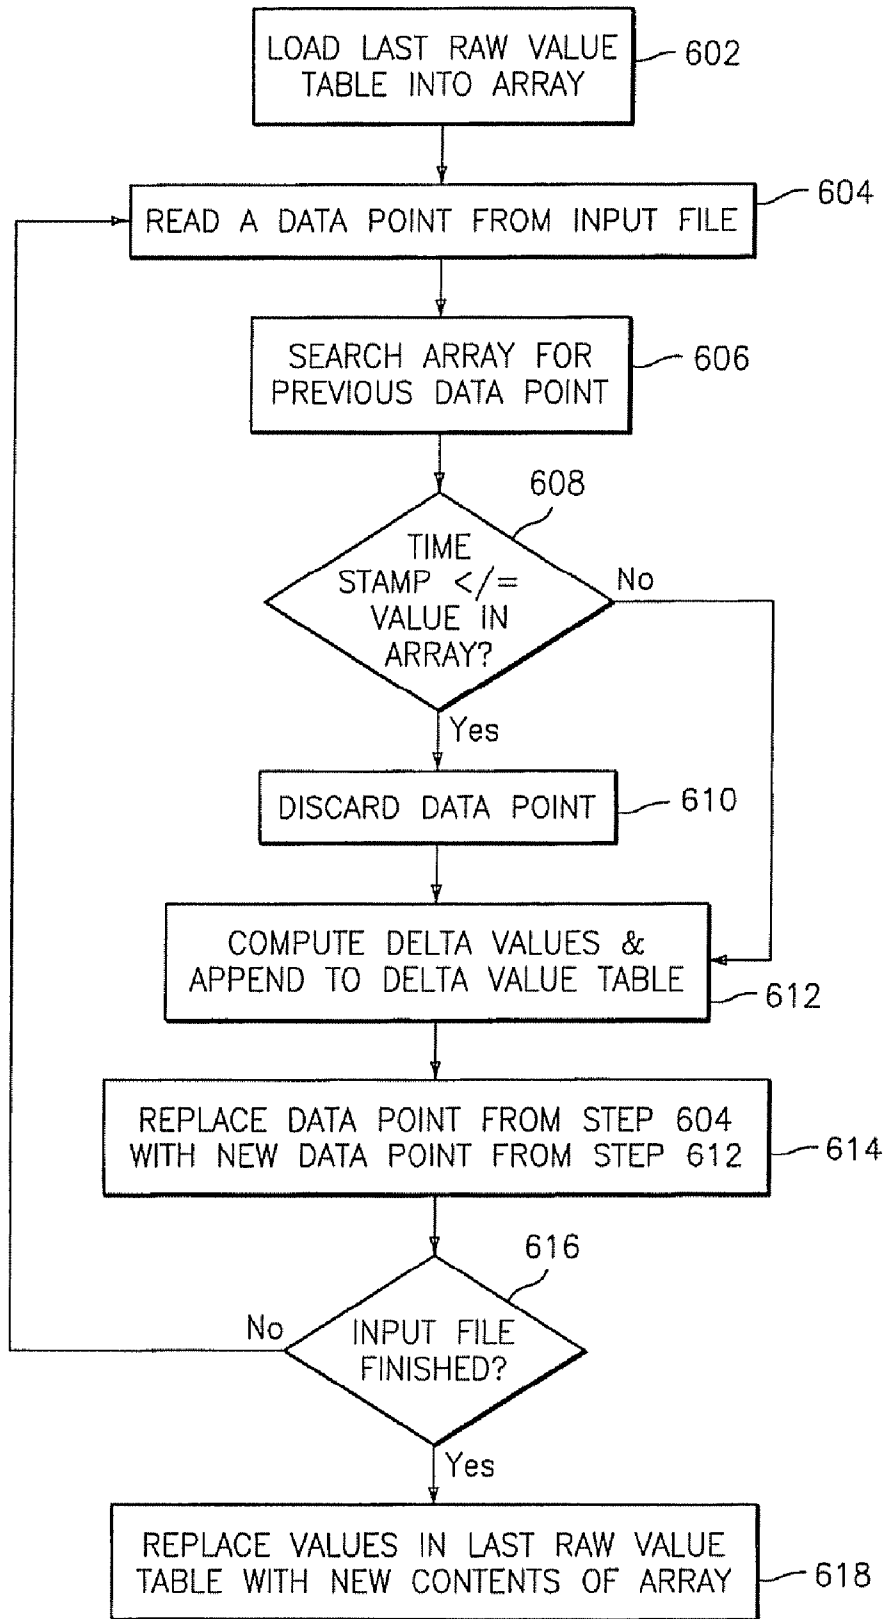 LOAD LAST RAW VALUE
TABLE INTO ARRAY
602
READ A DATA POINT FROM INPUT FILE
604
SEARCH ARRAY FOR
PREVIOUS DATA POINT
606
608
TIME
STAMP </=
VALUE IN
ARRAY?
No
Yes
DISCARD DATA POINT
610
COMPUTE DELTA VALUES &
APPEND TO DELTA VALUE TABLE
612
REPLACE DATA POINT FROM STEP 604
WITH NEW DATA POINT FROM STEP 612
614
616
No
INPUT FILE
FINISHED?
Yes
REPLACE VALUES IN LAST RAW VALUE
TABLE WITH NEW CONTENTS OF ARRAY
618